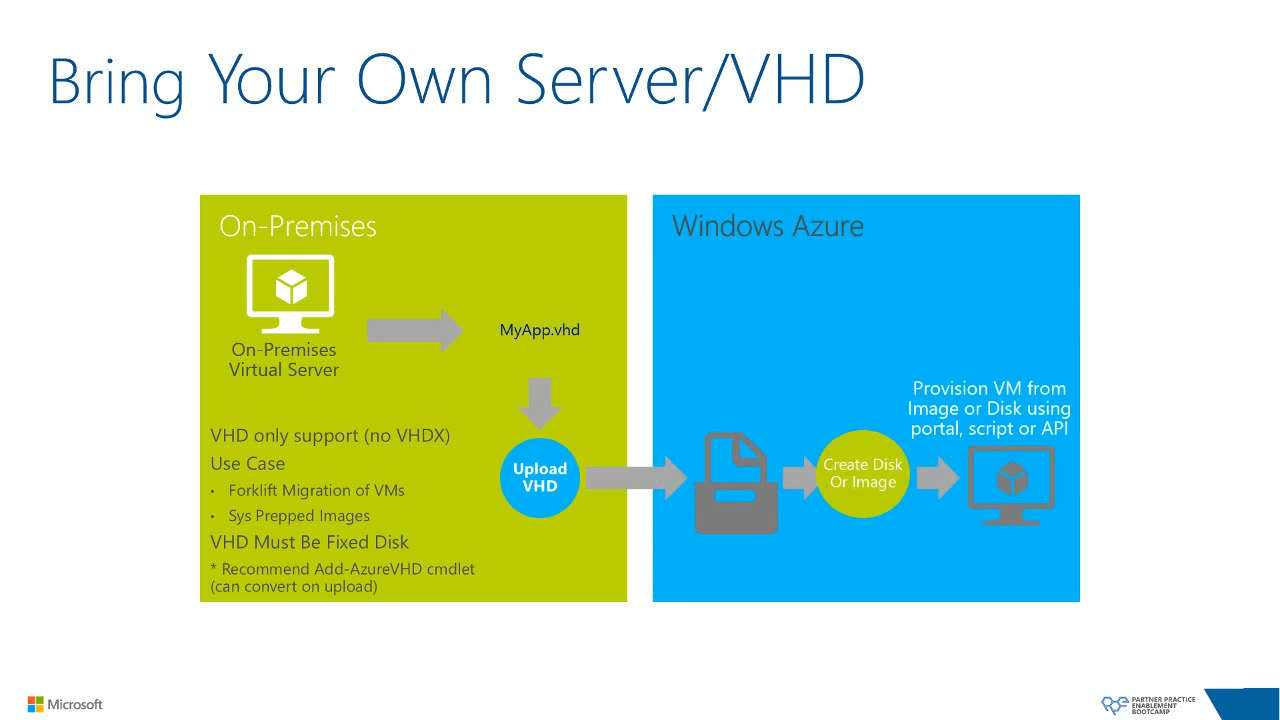 Bring Your Own Server/VHD
On-Premises
On-Premises
Virtual Server
MyApp.vhd
VHD only support (no VHDX)
Use Case
• Forklift Migration of VMs
• Sys Prepped Images
VHD Must Be Fixed Disk
* Recommend Add-AzureVHD cmdlet
(can convert on upload)
Upload
VHD
Windows Azure
Create Disk
Or Image
Provision VM from
Image or Disk using
portal, script or API
Microsoft
PARTNER PRACTICE
ENABLEMENT
BOOTCAMP